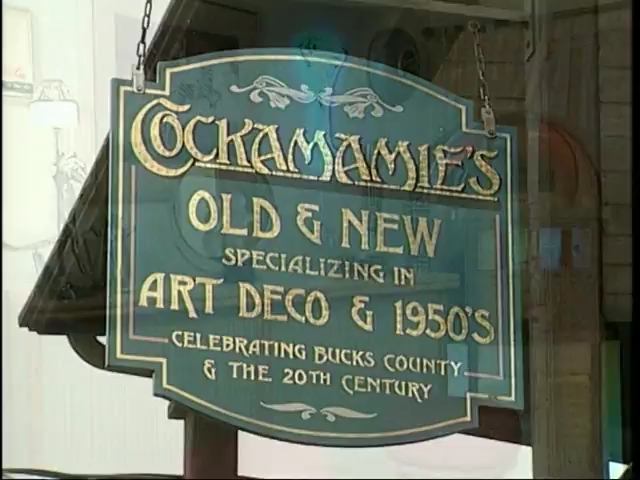 COCKAMAMIE'S
OLD & NEW
SPECIALIZING IN
ART DECO & 1950'S
CELEBRATING BUCKS COUNTY
& THE 20TH CENTURY